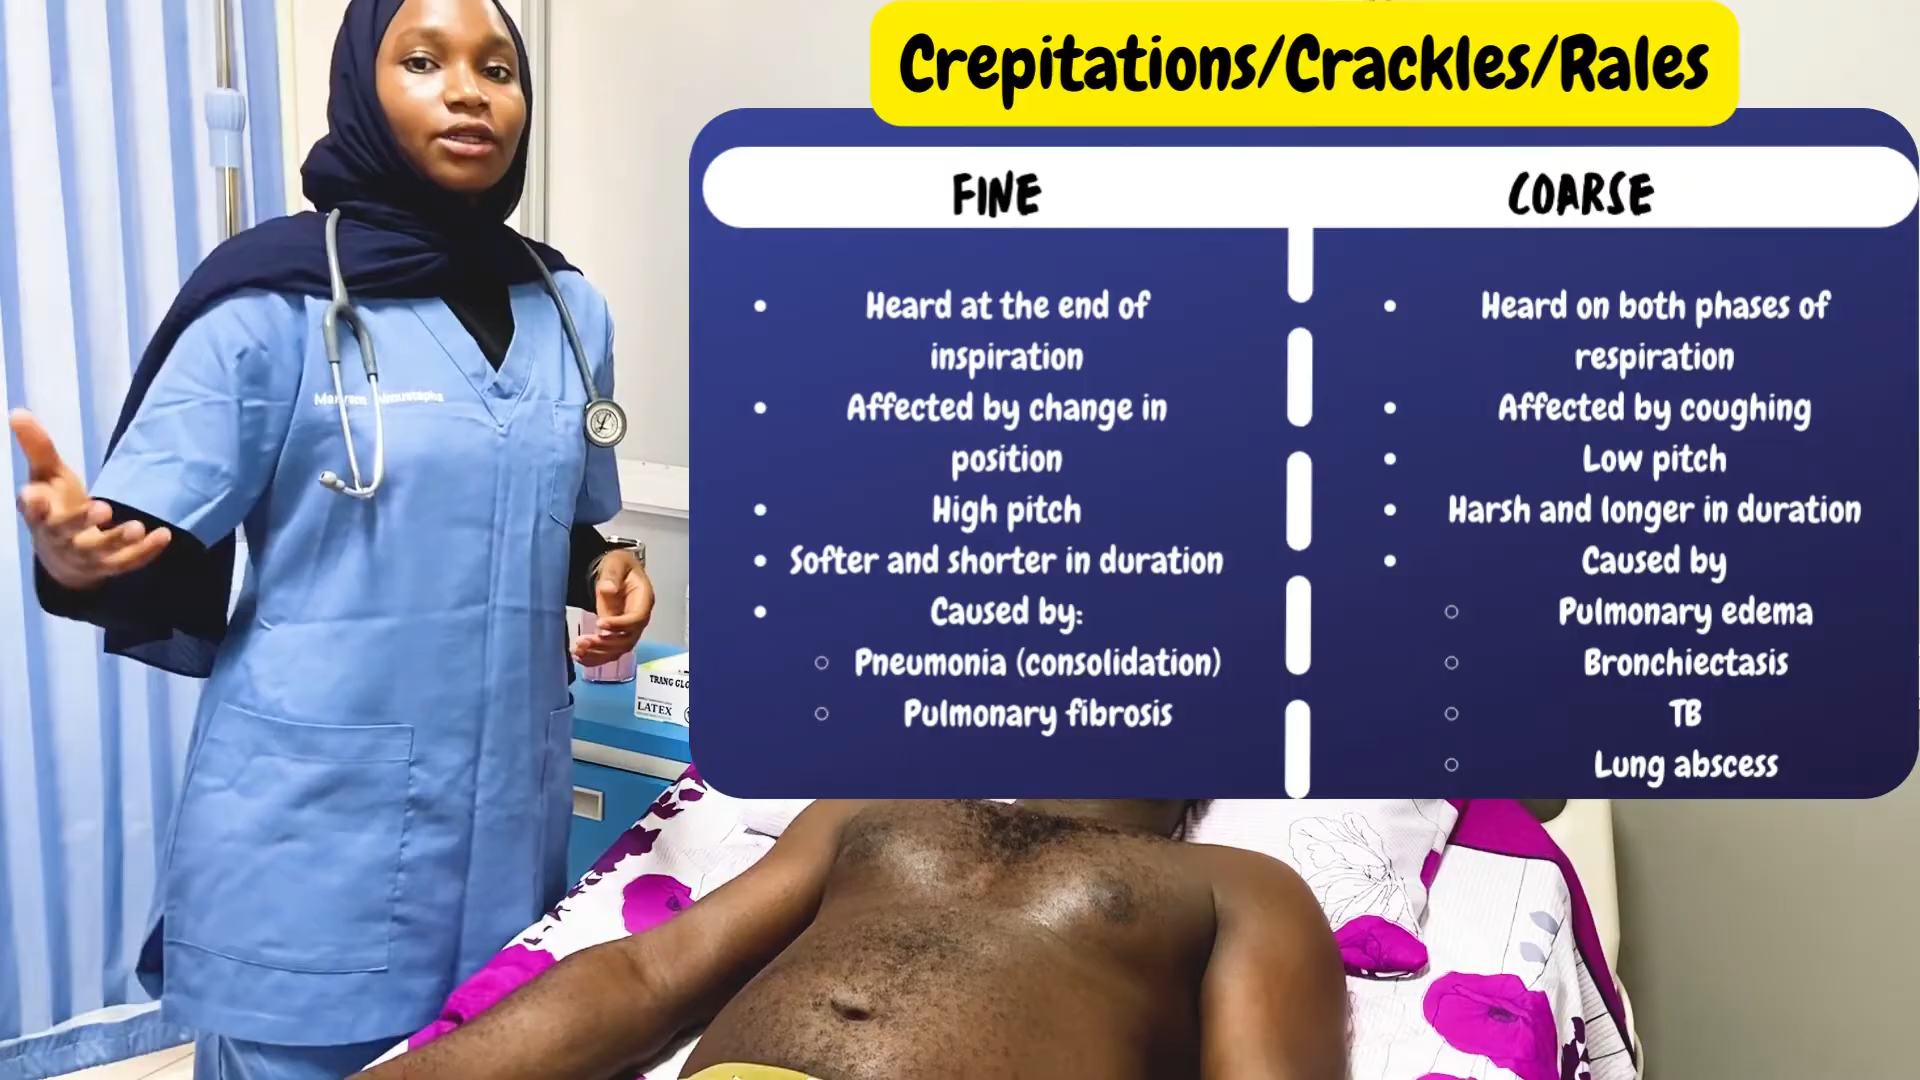 Crepitations/Crackles/Rales
FINE
Heard at the end of
inspiration
Affected by change in
position
High pitch
Softer and shorter in duration
Caused by:
Pneumonia (consolidation)
Pulmonary fibrosis
COARSE
Heard on both phases of
respiration
Affected by coughing
Low pitch
Harsh and longer in duration
Caused by
Pulmonary edema
Bronchiectasis
TB
Lung abscess
LATEX